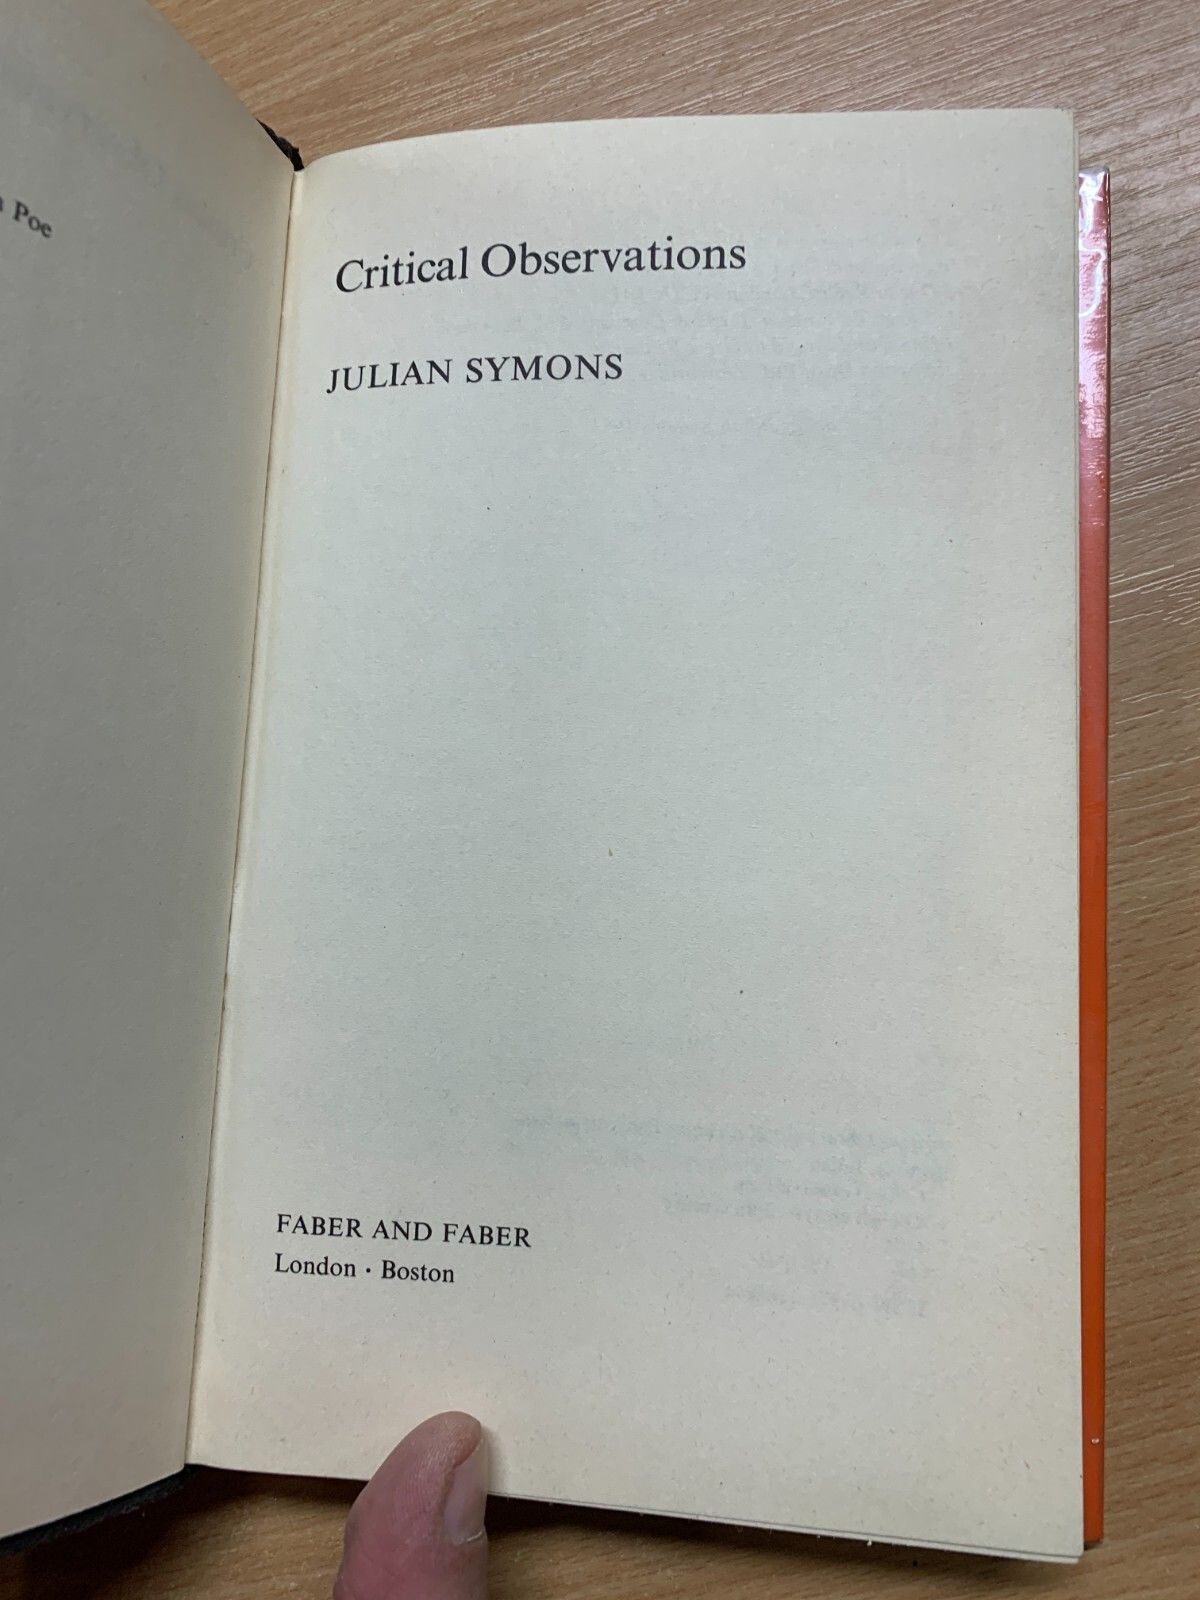 Poe
Critical Observations
JULIAN SYMONS
FABER AND FABER
London · Boston